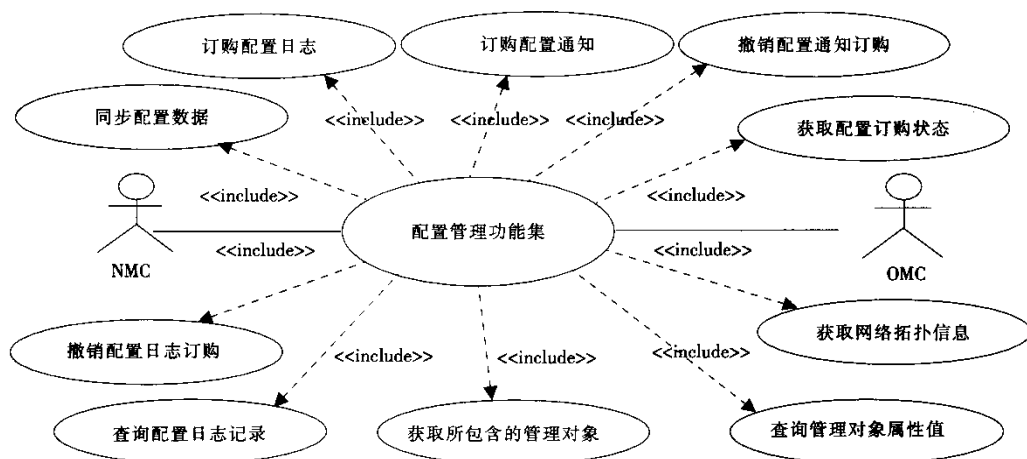 订购配置日志
订购配置通知
撤销配置通知订购
同步配置数据
<<include>>
<<include>>
<<include>>
获取配置订购状态
<<include>>
<<include>>
配置管理功能集
<<include>>
<<include>>
NMC
OMC
撤销配置日志订购
获取网络拓扑信息
<<include>>
<<include>>
<<include>>
查询配置日志记录
获取所包含的管理对象
查询管理对象属性值